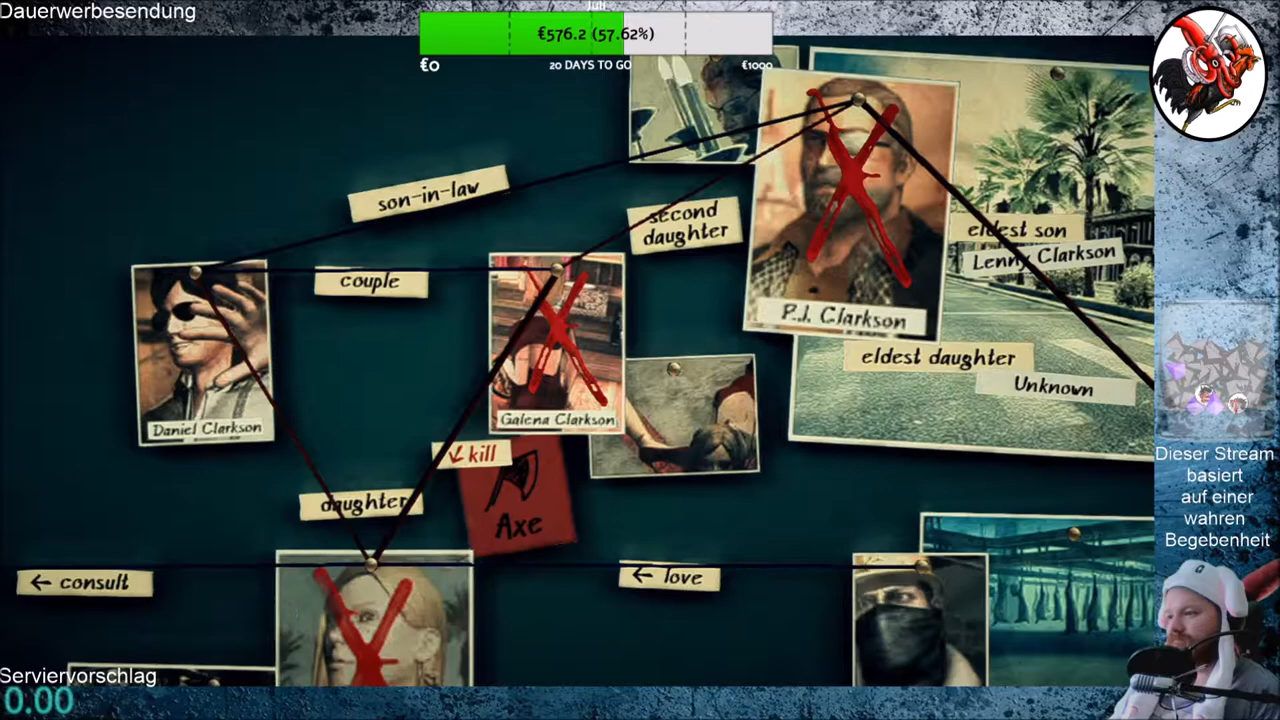 Dauerwerbesendung
Juli
€576.2 (57.62%)
€0
20 DAYS TO GO
€1000
son-in-law
second
daughter
eldest son
Lenny Clarkson
couple
P.J. Clarkson
eldest daughter
Unknown
Galena Clarkson
Daniel Clarkson
kill
daughter
Axe
← consult
← love
Dieser Stream
basiert
auf einer
wahren
Begebenheit
Serviervorschlag
0.00